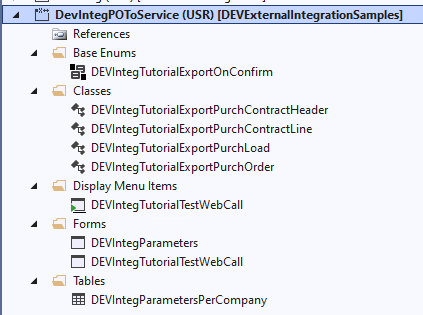 DevIntegPOToService (USR) [DEVExternalIntegrationSamples]
References
Base Enums
DEVIntegTutorialExportOnConfirm
Classes
DEVIntegTutorialExportPurchContractHeader
DEVIntegTutorialExportPurchContractLine
DEVIntegTutorialExportPurchLoad
DEVIntegTutorialExportPurchOrder
Display Menu Items
DEVIntegTutorialTestWebCall
Forms
DEVIntegParameters
DEVIntegTutorialTestWebCall
Tables
DEVIntegParametersPerCompany